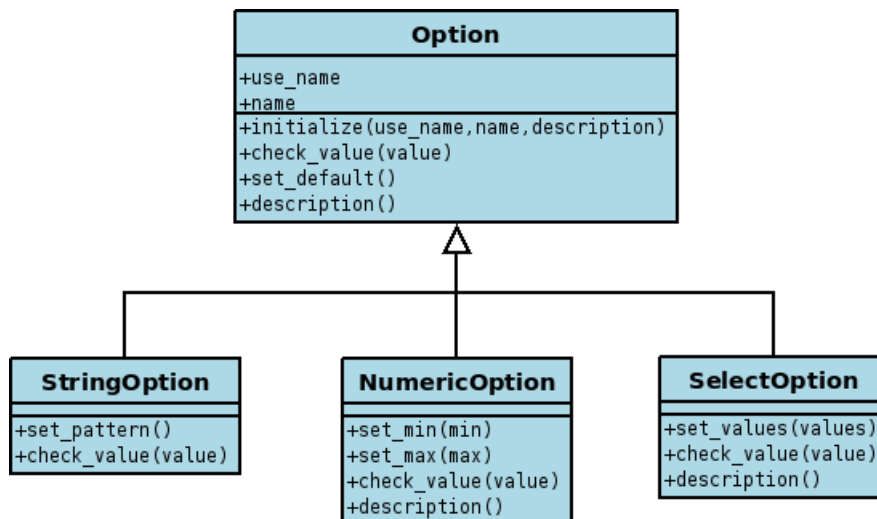 Option
+use_name
+name
+initialize(use_name,name,description)
+check_value(value)
+set_default()
+description()
StringOption
+set_pattern()
+check_value(value)
NumericOption
+set_min(min)
+set_max(max)
+check_value(value)
+description()
SelectOption
+set_values(values)
+check_value(value)
+description()